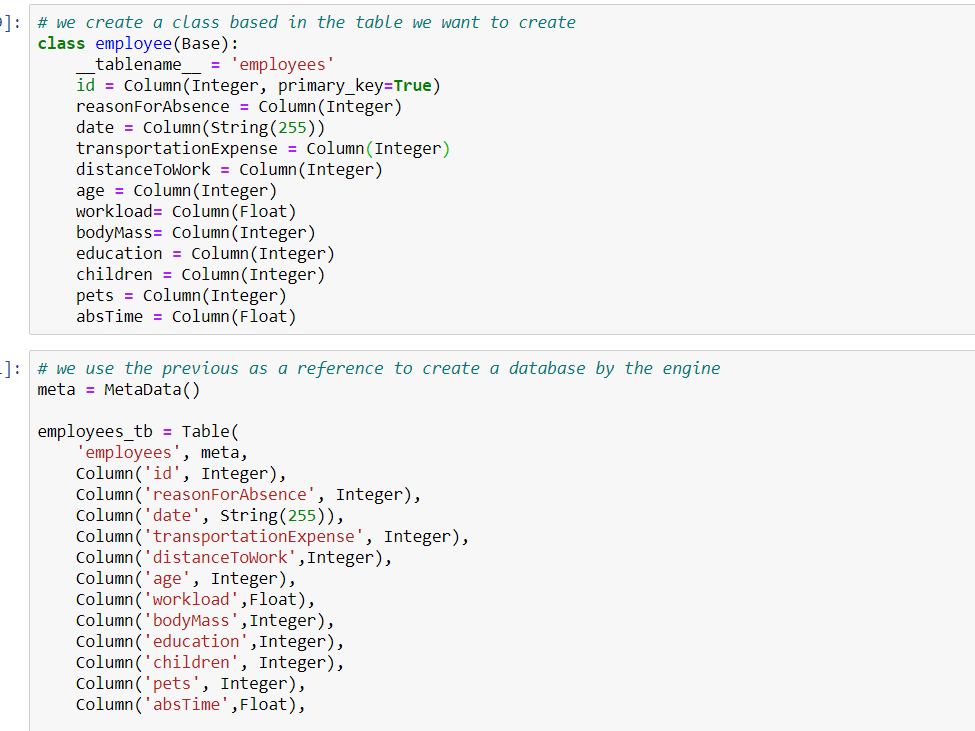 ]: # we create a class based in the table we want to create
class employee(Base):
    __tablename__ = 'employees'
    id = Column(Integer, primary_key=True)
    reasonForAbsence = Column(Integer)
    date = Column(String(255))
    transportationExpense = Column(Integer)
    distanceToWork = Column(Integer)
    age = Column(Integer)
    workload= Column(Float)
    bodyMass= Column(Integer)
    education = Column(Integer)
    children = Column(Integer)
    pets = Column(Integer)
    absTime = Column(Float)
]: # we use the previous as a reference to create a database by the engine
meta = MetaData()
employees_tb = Table(
    'employees', meta,
    Column('id', Integer),
    Column('reasonForAbsence', Integer),
    Column('date', String(255)),
    Column('transportationExpense', Integer),
    Column('distanceToWork',Integer),
    Column('age', Integer),
    Column('workload',Float),
    Column('bodyMass',Integer),
    Column('education',Integer),
    Column('children', Integer),
    Column('pets', Integer),
    Column('absTime',Float),